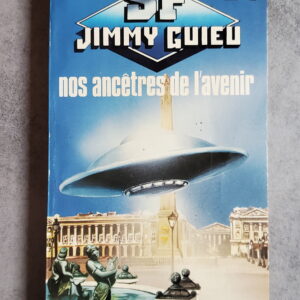 SF
JIMMY GUIEU
nos ancêtres de l'avenir